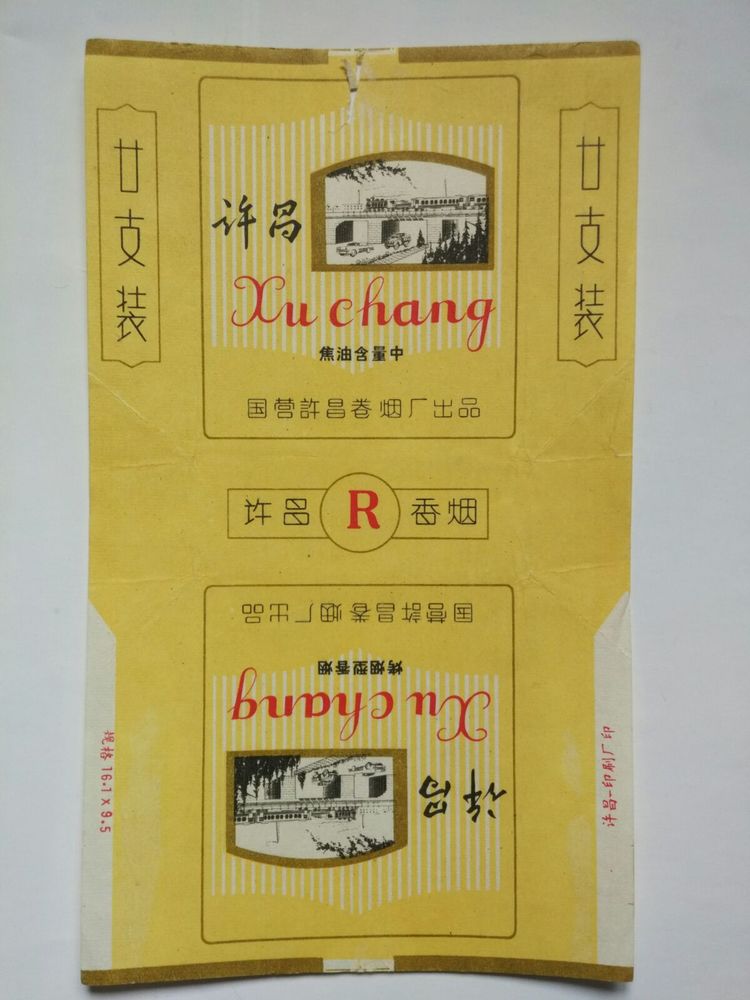 廿支装
许昌
Xu chang
焦油含量中
国营許昌卷烟厂出品
廿支装
许昌 R 香烟
国营許昌卷烟厂出品
烤烟型香烟
Xu chang
许昌
规格16.1×9.5
许昌一印刷厂印